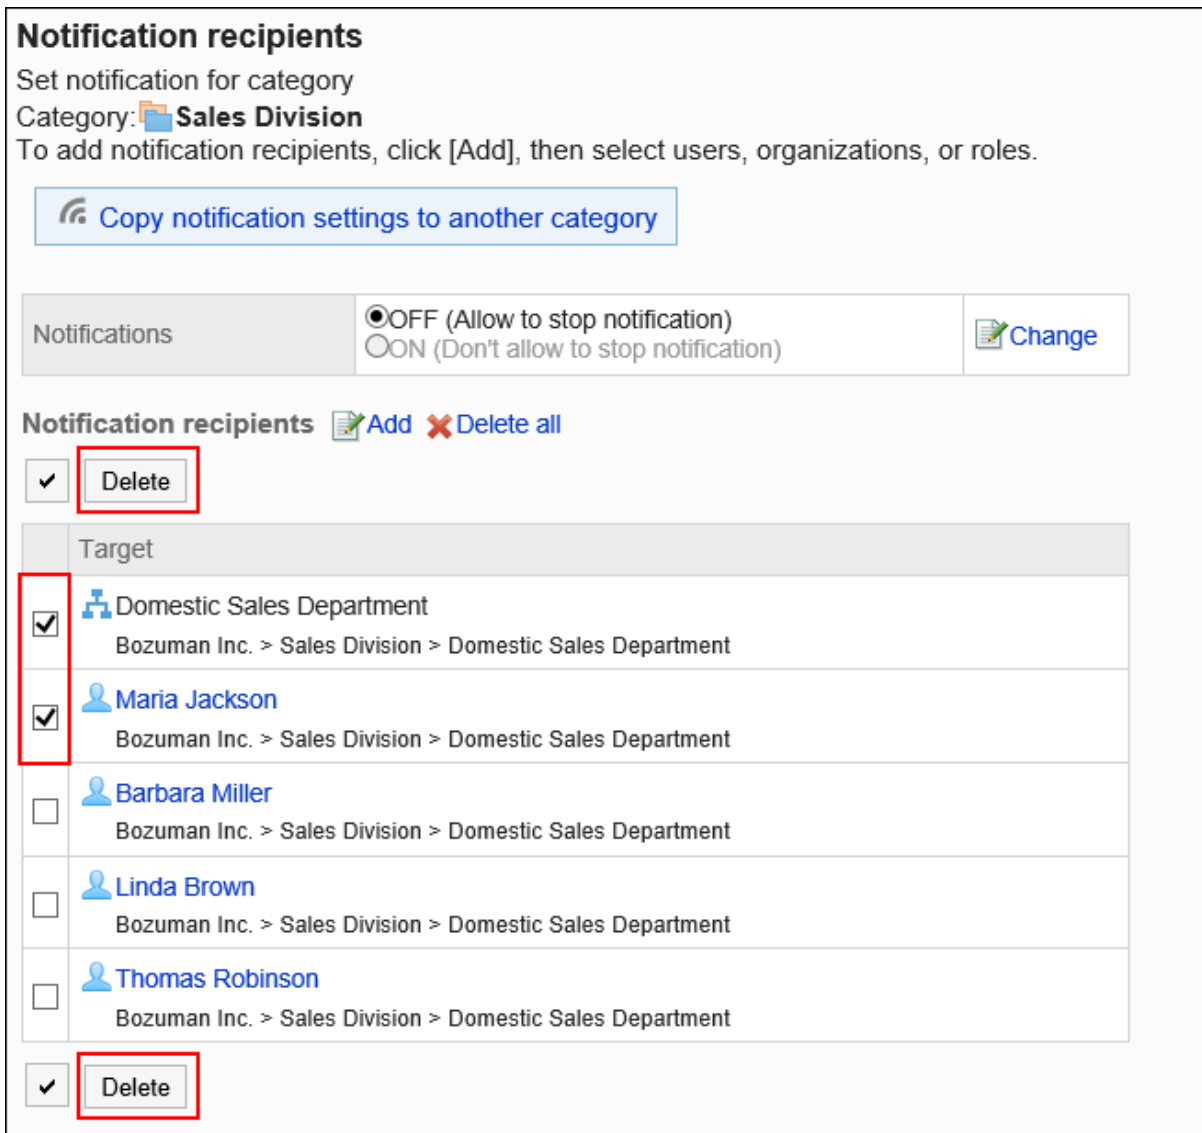 Notification recipients
Set notification for category
Category: Sales Division
To add notification recipients, click [Add], then select users, organizations, or roles.
Copy notification settings to another category
Notifications
OFF (Allow to stop notification)
ON (Don't allow to stop notification)
Change
Notification recipients Add Delete all
Delete
Target
Domestic Sales Department
Bozuman Inc. > Sales Division > Domestic Sales Department
Maria Jackson
Bozuman Inc. > Sales Division > Domestic Sales Department
Barbara Miller
Bozuman Inc. > Sales Division > Domestic Sales Department
Linda Brown
Bozuman Inc. > Sales Division > Domestic Sales Department
Thomas Robinson
Bozuman Inc. > Sales Division > Domestic Sales Department
Delete